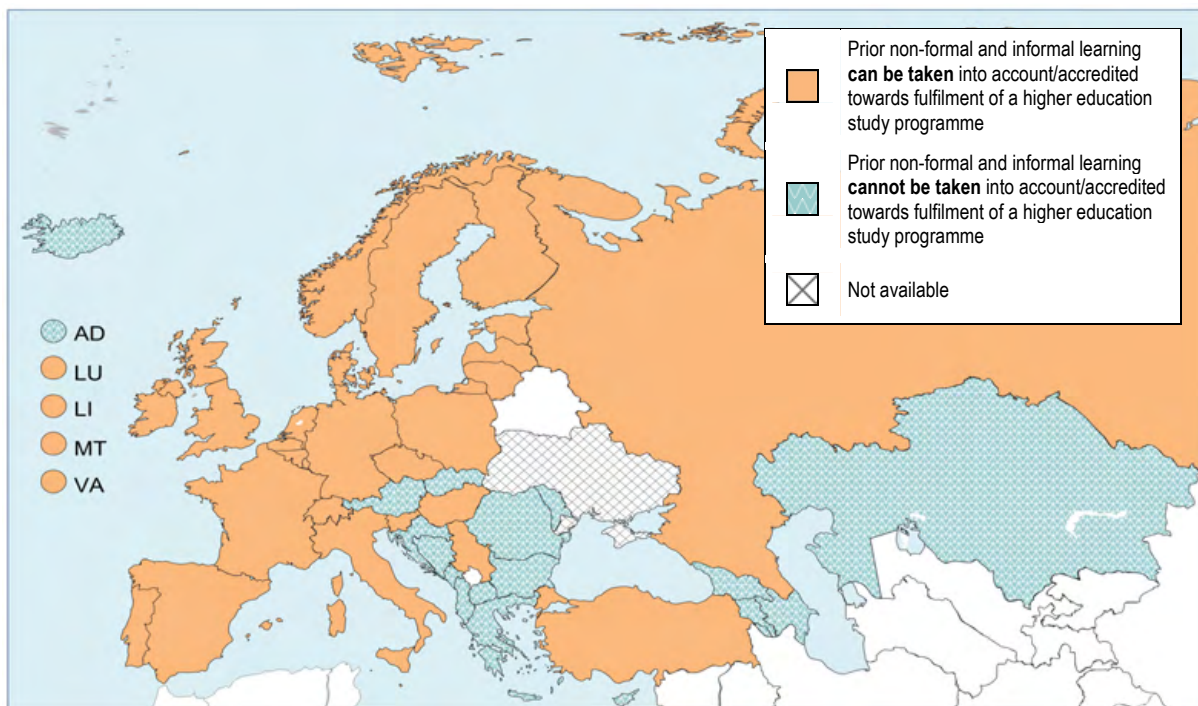 Prior non-formal and informal learning
can be taken into account/accredited
towards fulfilment of a higher education
study programme
Prior non-formal and informal learning
cannot be taken into account/accredited
towards fulfilment of a higher education
study programme
Not available
AD
LU
LI
MT
VA